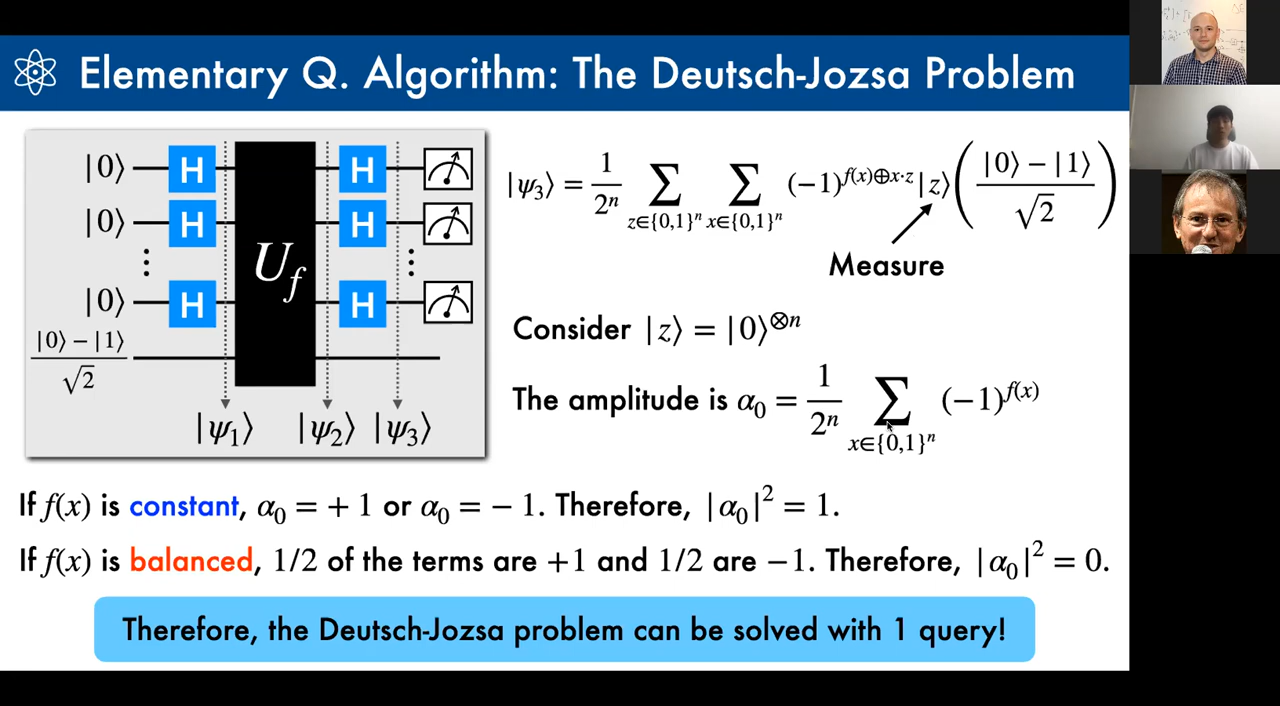 Elementary Q. Algorithm: The Deutsch-Jozsa Problem
|0⟩ H H
|0⟩ H H
⋮ U_f ⋮
|0⟩ H H
(|0⟩ − |1⟩)/√2
|ψ₁⟩ |ψ₂⟩ |ψ₃⟩
|ψ₃⟩ = 1/2ⁿ ∑_{z∈{0,1}ⁿ} ∑_{x∈{0,1}ⁿ} (−1)^{f(x)⊕x·z} |z⟩ ((|0⟩ − |1⟩)/√2)
Measure
Consider |z⟩ = |0⟩^{⊗n}
The amplitude is α₀ = 1/2ⁿ ∑_{x∈{0,1}ⁿ} (−1)^{f(x)}
If f(x) is constant, α₀ = + 1 or α₀ = − 1. Therefore, |α₀|² = 1.
If f(x) is balanced, 1/2 of the terms are +1 and 1/2 are −1. Therefore, |α₀|² = 0.
Therefore, the Deutsch-Jozsa problem can be solved with 1 query!